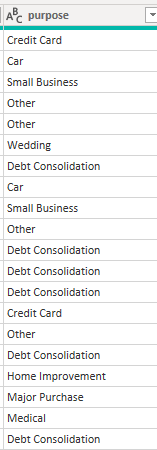 ABC purpose
Credit Card
Car
Small Business
Other
Other
Wedding
Debt Consolidation
Car
Small Business
Other
Debt Consolidation
Debt Consolidation
Debt Consolidation
Credit Card
Other
Debt Consolidation
Home Improvement
Major Purchase
Medical
Debt Consolidation